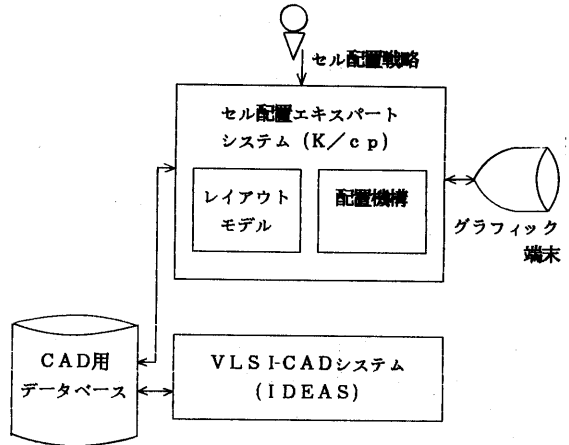 セル配置戦略
セル配置エキスパート
システム(K/cp)
レイアウト
モデル
配置機構
グラフィック
端末
CAD用
データベース
VLSI-CADシステム
(IDEAS)